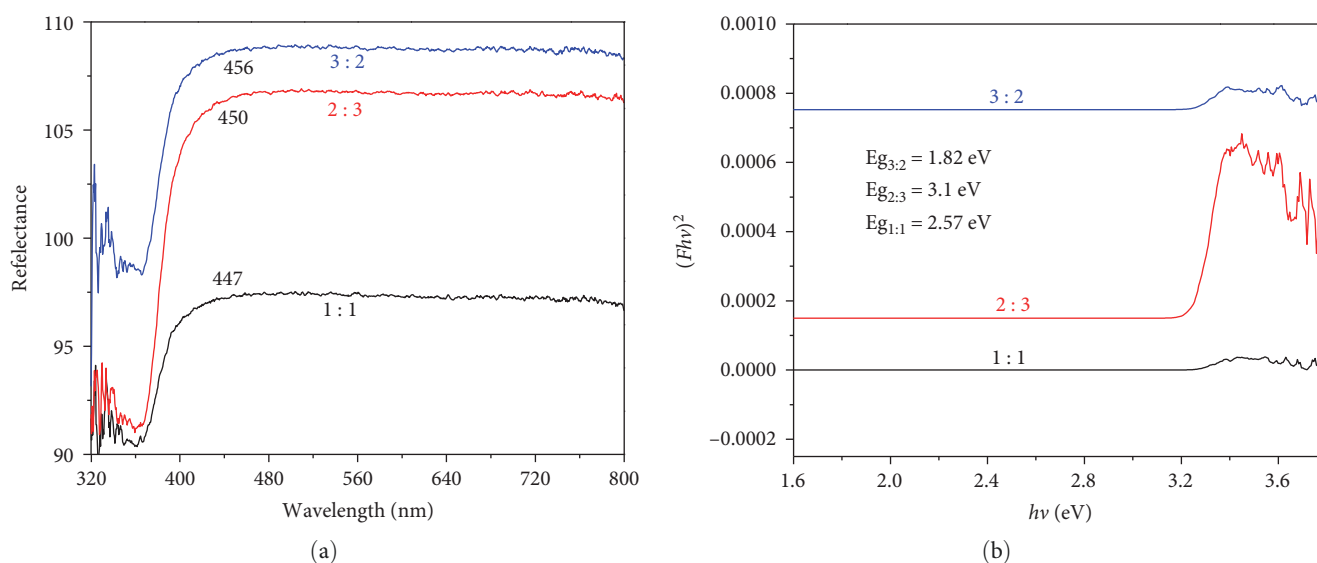 110
105
100
95
90
Refelectance
456
3 : 2
450
2 : 3
447
1 : 1
320
400
480
560
640
720
800
Wavelength (nm)
(a)
0.0010
0.0008
0.0006
0.0004
0.0002
0.0000
−0.0002
(Fhν)²
3 : 2
Eg3:2 = 1.82 eV
Eg2:3 = 3.1 eV
Eg1:1 = 2.57 eV
2 : 3
1 : 1
1.6
2.0
2.4
2.8
3.2
3.6
hν (eV)
(b)